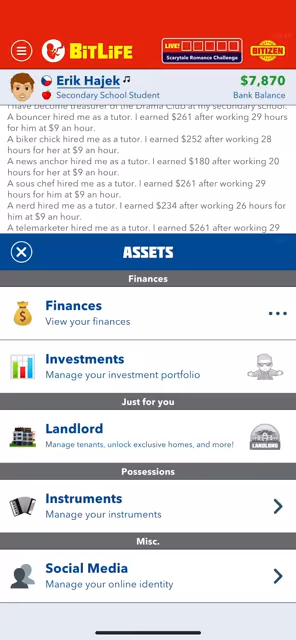 BitLife
LIVE!
Scarytale Romance Challenge
BITIZEN
Erik Hajek
$7,870
Secondary School Student
Bank Balance
I have become treasurer of the Drama Club at my secondary school.
A bouncer hired me as a tutor. I earned $261 after working 29
hours for him at $9 an hour.
A biker chick hired me as a tutor. I earned $252 after working 28
hours for her at $9 an hour.
A news anchor hired me as a tutor. I earned $180 after working 20
hours for her at $9 an hour.
A sous chef hired me as a tutor. I earned $261 after working 29
hours for him at $9 an hour.
A nerd hired me as a tutor. I earned $234 after working 26 hours for
him at $9 an hour.
A telemarketer hired me as a tutor. I earned $261 after working 29
ASSETS
Finances
Finances
View your finances
Investments
Manage your investment portfolio
Just for you
Landlord
Manage tenants, unlock exclusive homes, and more!
LANDLORD
Possessions
Instruments
Manage your instruments
Misc.
Social Media
Manage your online identity